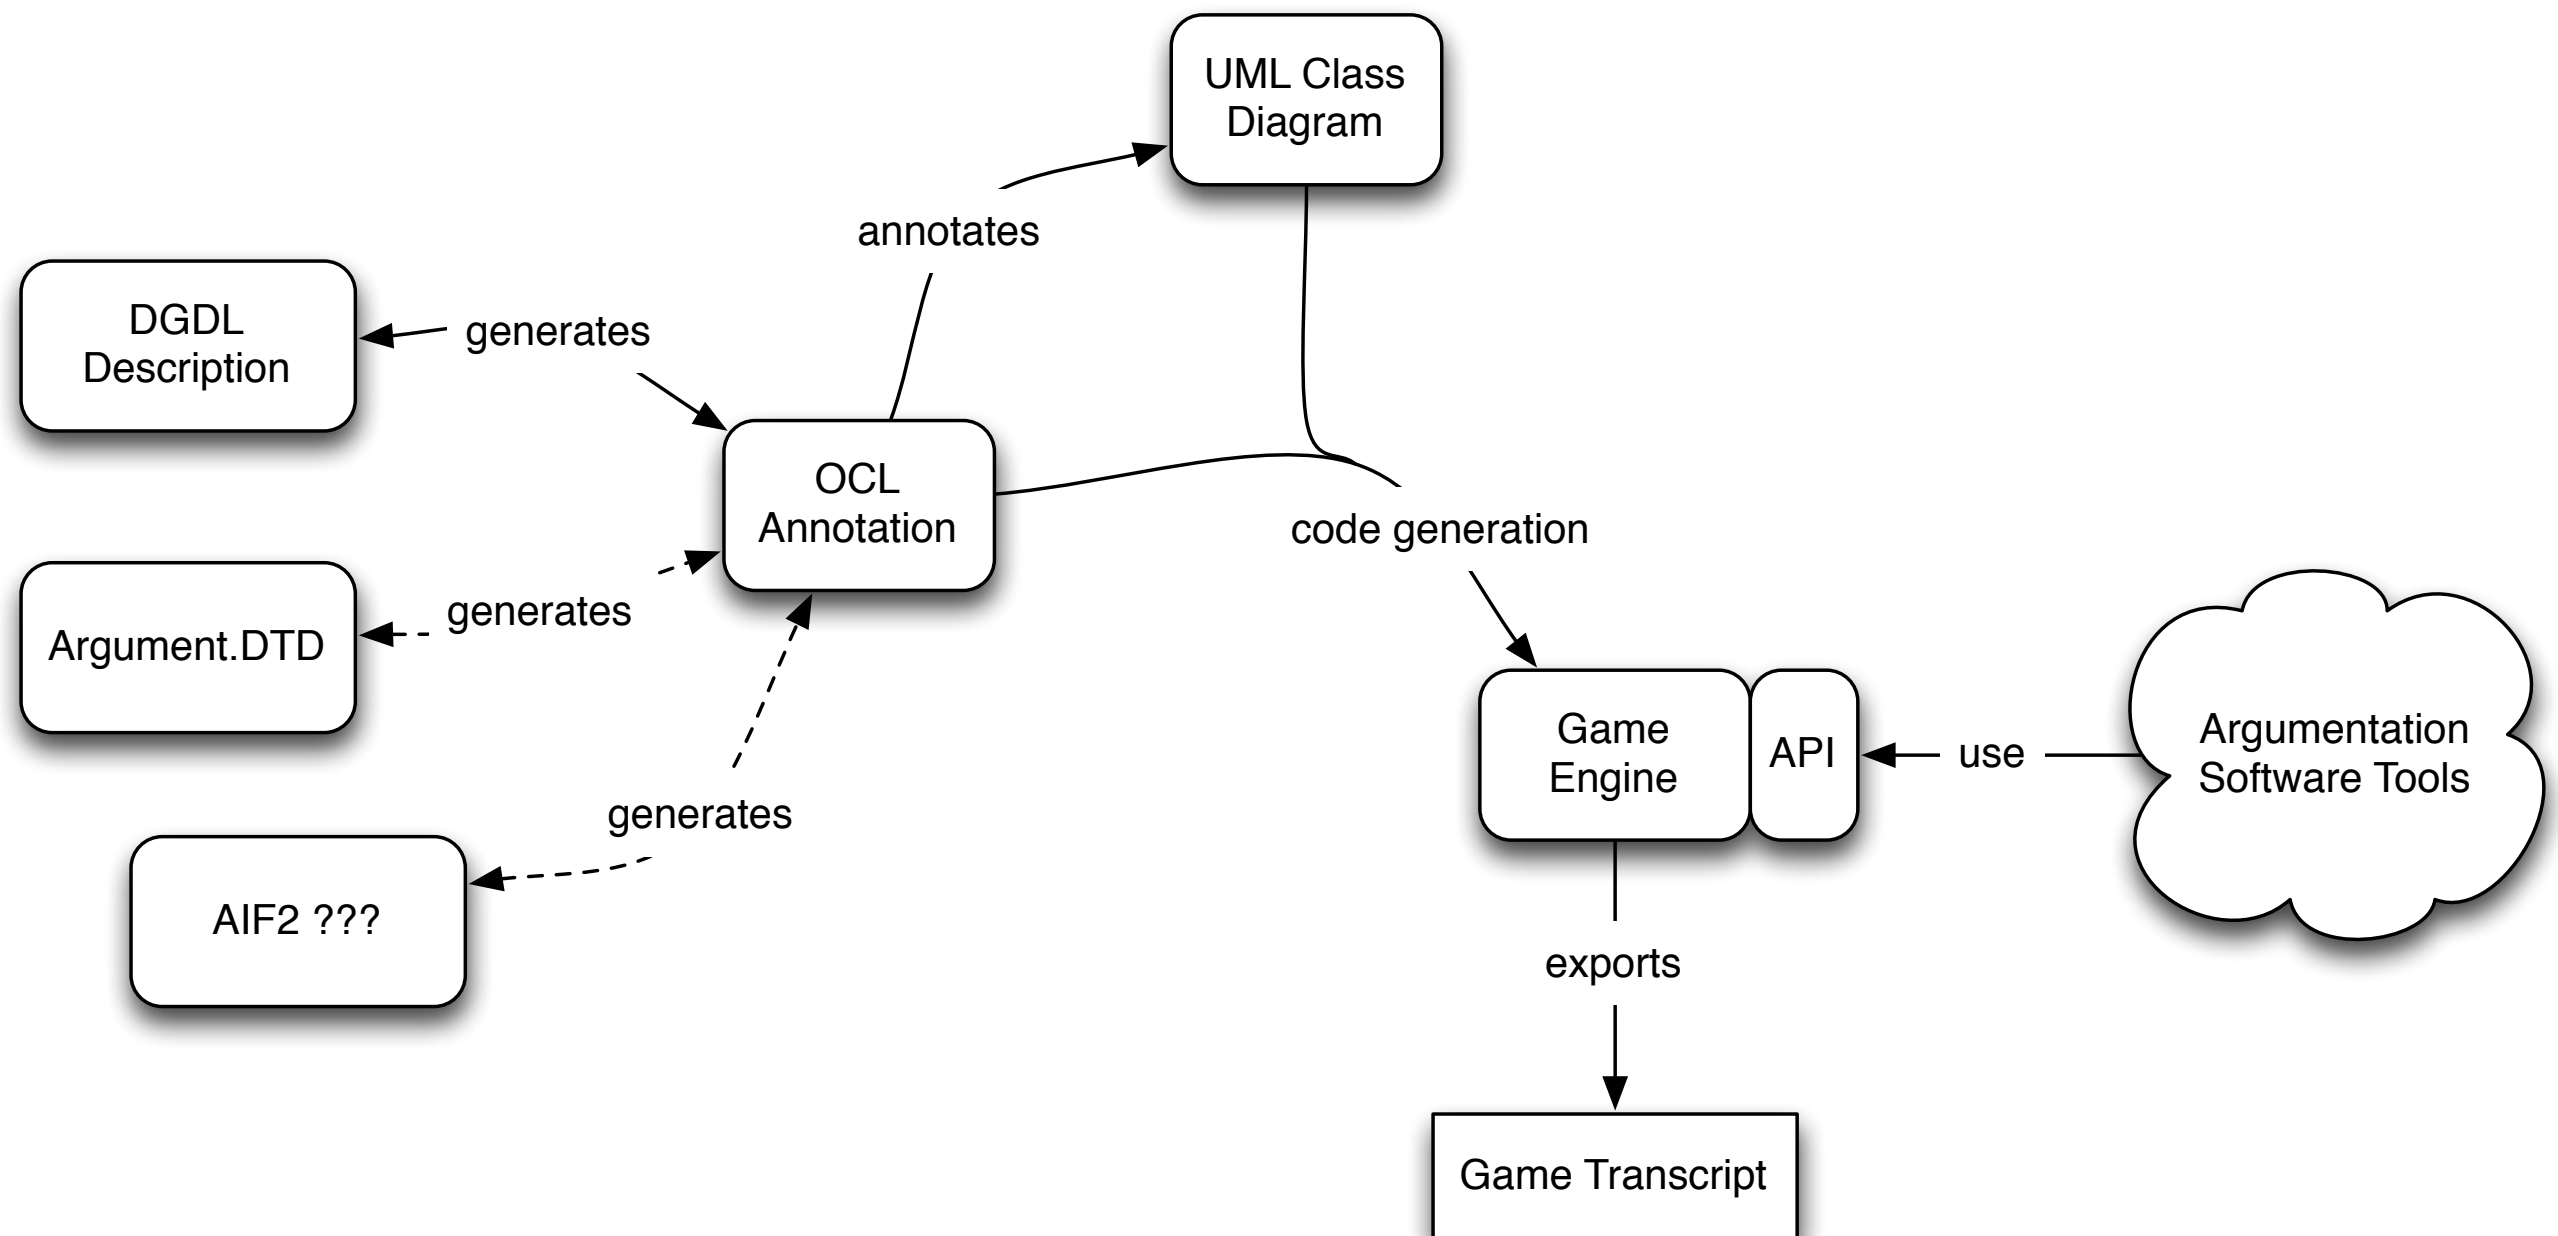 UML Class
Diagram
annotates
DGDL
Description
generates
OCL
Annotation
code generation
Argument.DTD
generates
Game
Engine
API
use
Argumentation
Software Tools
generates
AIF2 ???
exports
Game Transcript